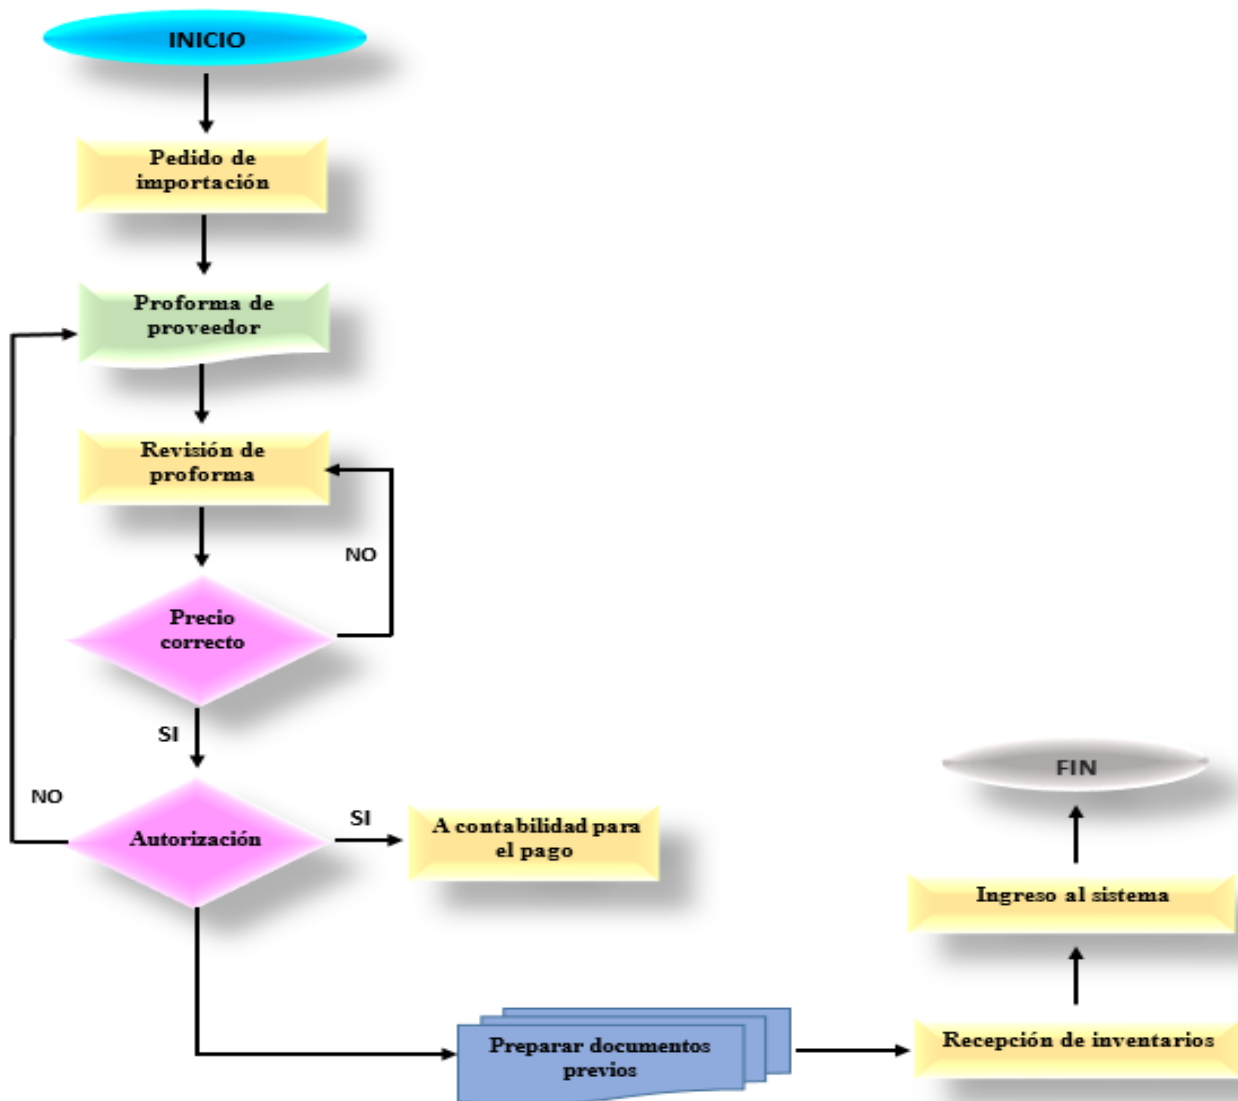 INICIO
Pedido de
importación
Proforma de
proveedor
Revisión de
proforma
NO
Precio
correcto
SI
NO
Autorización
SI
A contabilidad para
el pago
Preparar documentos
previos
Recepción de inventarios
Ingreso al sistema
FIN